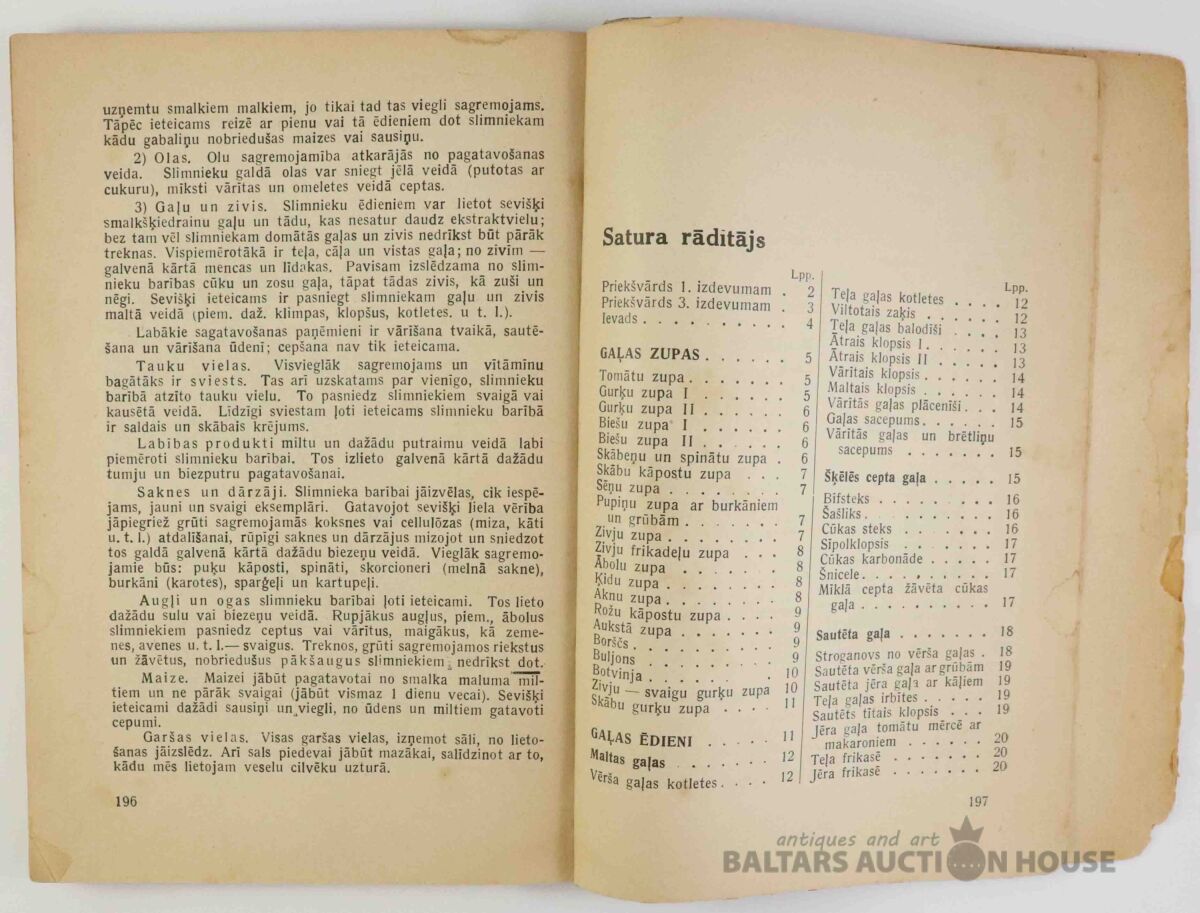 uzņemtu smalkiem malkiem, jo tikai tad tas viegli sagremojams.
Tāpēc ieteicams reizē ar pienu vai tā ēdieniem dot slimniekam
kādu gabaliņu nobriedušas maizes vai sausiņu.
2) Olas. Olu sagremojamība atkarājās no pagatavošanas
veida. Slimnieku galdā olas var sniegt jēlā veidā (putotas ar
cukuru), mīksti vārītas un omeletes veidā ceptas.
3) Gaļu un zivis. Slimnieku ēdieniem var lietot sevišķi
smalkšķiedrainu gaļu un tādu, kas nesatur daudz ekstraktvielu;
bez tam vēl slimniekam domātās gaļas un zivis nedrīkst būt pārāk
treknas. Vispiemērotākā ir teļa, cāļa un vistas gaļa; no zivīm —
galvenā kārtā mencas un līdakas. Pavisam izslēdzama no slim-
nieku barības cūku un zosu gaļa, tāpat tādas zivis, kā zuši un
nēģi. Sevišķi ieteicams ir pasniegt slimniekam gaļu un zivis
maltā veidā (piem. daž. klimpas, klopšus, kotletes. u. t. l.).
Labākie sagatavošanas paņēmieni ir vārīšana tvaikā, sautē-
šana un vārīšana ūdenī; cepšana nav tik ieteicama.
Tauku vielas. Visvieglāk sagremojams un vītāmīnu
bagātāks ir sviests. Tas arī uzskatams par vienīgo, slimnieku
barībā atzīto tauku vielu. To pasniedz slimniekiem svaigā vai
kausētā veidā. Līdzīgi sviestam ļoti ieteicams slimnieku barībā
ir saldais un skābais krējums.
Labības produkti miltu un dažādu putraimu veidā labi
piemēroti slimnieku barībai. Tos izlieto galvenā kārtā dažādu
tumju un biezputru pagatavošanai.
Saknes un dārzāji. Slimnieka barībai jāizvēlas, cik iespē-
jams, jauni un svaigi eksemplāri. Gatavojot sevišķi liela vērība
jāpiegriež grūti sagremojamās koksnes vai cellulōzas (miza, kāti
u. t. l.) atdalīšanai, rūpīgi saknes un dārzājus mizojot un sniedzot
tos galdā galvenā kārtā dažādu biezeņu veidā. Vieglāk sagremo-
jamie būs: puķu kāposti, spināti, skorcioneri (melnā sakne),
burkāni (karotes), sparģeļi un kartupeļi.
Augļi un ogas slimnieku barībai ļoti ieteicami. Tos lieto
dažādu sulu vai biezeņu veidā. Rupjākus augļus, piem., ābolus
slimniekiem pasniedz ceptus vai vārītus, maigākus, kā zeme-
nes, avenes u. t. l.— svaigus. Treknos, grūti sagremojamos riekstus
un žāvētus, nobriedušus pākšaugus slimniekiem nedrīkst dot.
Maize. Maizei jābūt pagatavotai no smalka maluma mil-
tiem un ne pārāk svaigai (jābūt vismaz 1 dienu vecai). Sevišķi
ieteicami dažādi sausiņi un viegli, no ūdens un miltiem gatavoti
cepumi.
Garšas vielas. Visas garšas vielas, izņemot sāli, no lieto-
šanas jāizslēdz. Arī sals piedevai jābūt mazākai, salīdzinot ar to,
kādu mēs lietojam veselu cilvēku uzturā.
196
Satura rādītājs
Lpp.
Priekšvārds 1. izdevumam . 2
Priekšvārds 3. izdevumam . 3
Ievads . . . . . . . . . 4
GAĻAS ZUPAS . . . . . . 5
Tomātu zupa . . . . . . . 5
Gurķu zupa I . . . . . . 5
Gurķu zupa II . . . . . . 6
Biešu zupa I . . . . . . 6
Biešu zupa II . . . . . . 6
Skābeņu un spinātu zupa . 6
Skābu kāpostu zupa . . . 7
Sēņu zupa . . . . . . . . 7
Pupiņu zupa ar burkāniem
un grūbām . . . . . . 7
Zivju zupa . . . . . . . . 7
Zivju frikadeļu zupa . . . 8
Ābolu zupa . . . . . . . 8
Ķidu zupa . . . . . . . . 8
Aknu zupa . . . . . . . . 8
Rožu kāpostu zupa . . . . 9
Aukstā zupa . . . . . . . 9
Borščs . . . . . . . . . . 9
Buljons . . . . . . . . . 9
Botvinja . . . . . . . . . 10
Zivju — svaigu gurķu zupa 10
Skābu gurķu zupa . . . . 11
GAĻAS ĒDIENI . . . . . 11
Maltas gaļas . . . . . . . 12
Vērša gaļas kotletes . . . . 12
Lpp.
Teļa gaļas kotletes . . . . 12
Viltotais zaķis . . . . . . 12
Teļa gaļas balodiši . . . . 13
Ātrais klopsis I . . . . . . 13
Ātrais klopsis II . . . . . 13
Vārītais klopsis . . . . . . 14
Maltais klopsis . . . . . . 14
Vārītās gaļas plācenīši . . . 14
Gaļas sacepums . . . . . . 15
Vārītās gaļas un brētliņu
sacepums . . . . . . . 15
Šķēlēs cepta gaļa . . . . . 15
Bifsteks . . . . . . . . . 16
Šašliks . . . . . . . . . . 16
Cūkas steks . . . . . . . 16
Sīpolklopsis . . . . . . . 17
Cūkas karbonāde . . . . . 17
Šnicele . . . . . . . . . . 17
Miklā cepta žāvēta cūkas
gaļa . . . . . . . . . . 17
Sautēta gaļa . . . . . . . 18
Stroganovs no vērša gaļas . 18
Sautēta vērša gaļa ar grūbām 19
Sautēta jēra gaļa ar kāļiem 19
Teļa gaļas irbītes . . . . . 19
Sautēts tītais klopsis . . . 19
Jēra gaļa tomātu mērcē ar
makaroniem . . . . . . 20
Teļa frikasē . . . . . . . 20
Jēra frikasē . . . . . . . 20
197
antiques and art
BALTARS AUCTION HOUSE